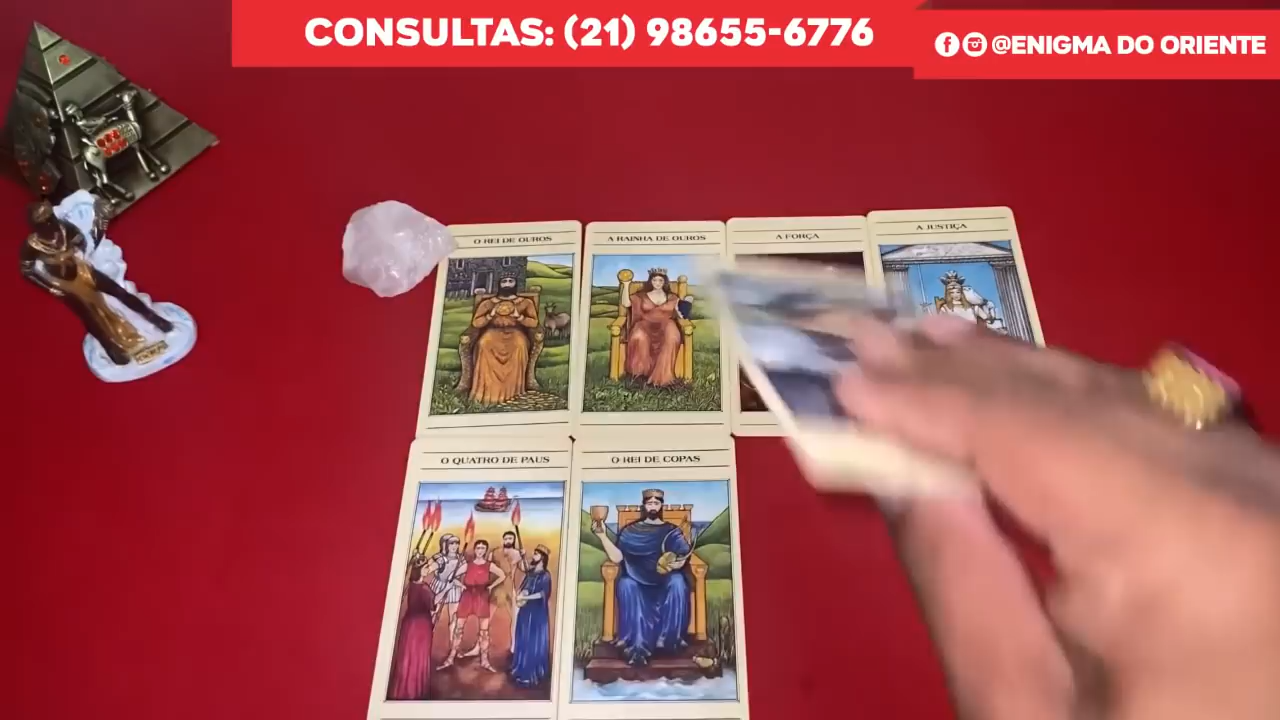 CONSULTAS: (21) 98655-6776
@ENIGMA DO ORIENTE
O REI DE OUROS
A RAINHA DE OUROS
A FORÇA
A JUSTIÇA
O QUATRO DE PAUS
O REI DE COPAS